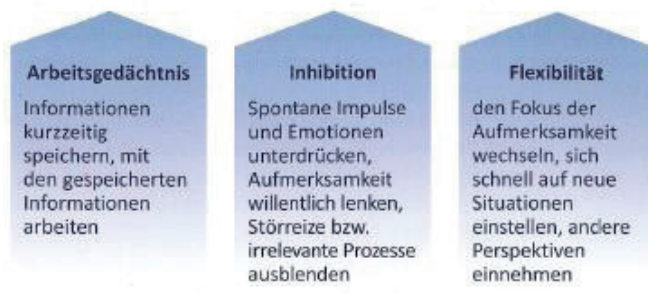 Arbeitsgedächtnis
Informationen
kurzzeitig
speichern, mit
den gespeicherten
Informationen
arbeiten
Inhibition
Spontane Impulse
und Emotionen
unterdrücken,
Aufmerksamkeit
willentlich lenken,
Störreize bzw.
irrelevante Prozesse
ausblenden
Flexibilität
den Fokus der
Aufmerksamkeit
wechseln, sich
schnell auf neue
Situationen
einstellen, andere
Perspektiven
einnehmen